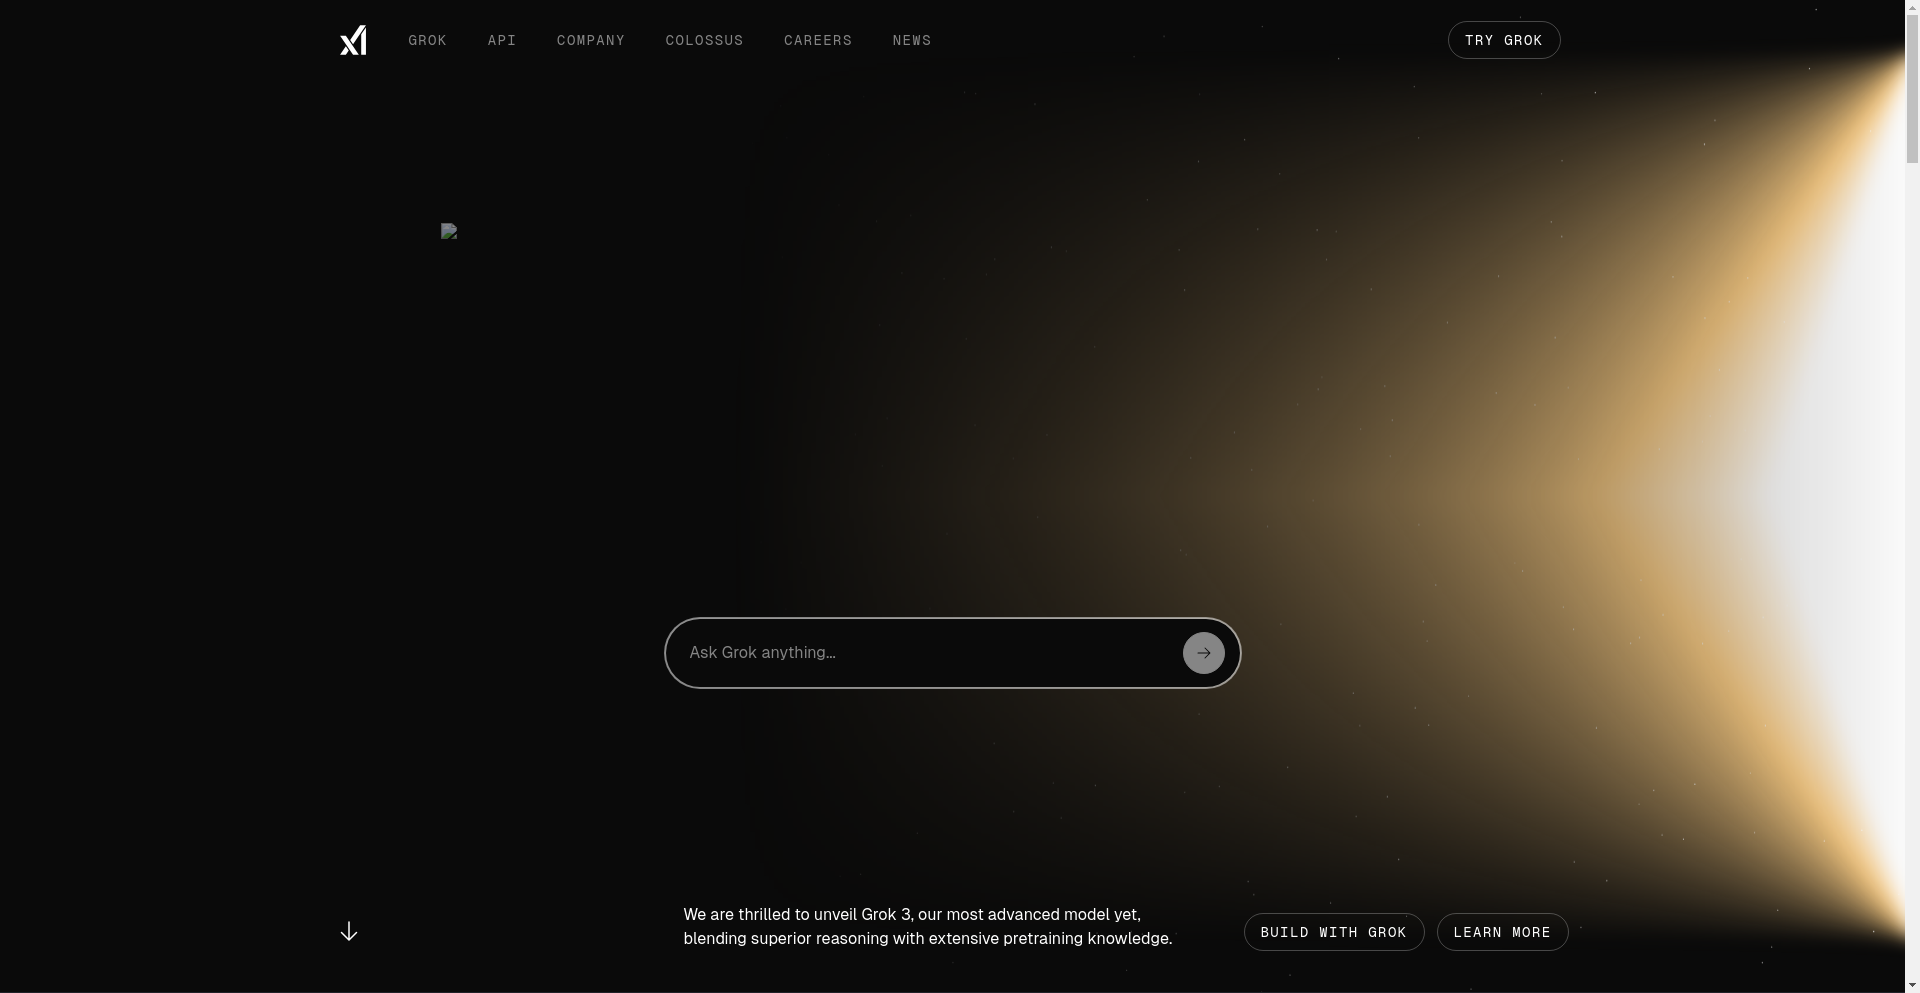 GROK
API
COMPANY
COLOSSUS
CAREERS
NEWS
TRY GROK
Ask Grok anything...
We are thrilled to unveil Grok 3, our most advanced model yet,
blending superior reasoning with extensive pretraining knowledge.
BUILD WITH GROK
LEARN MORE